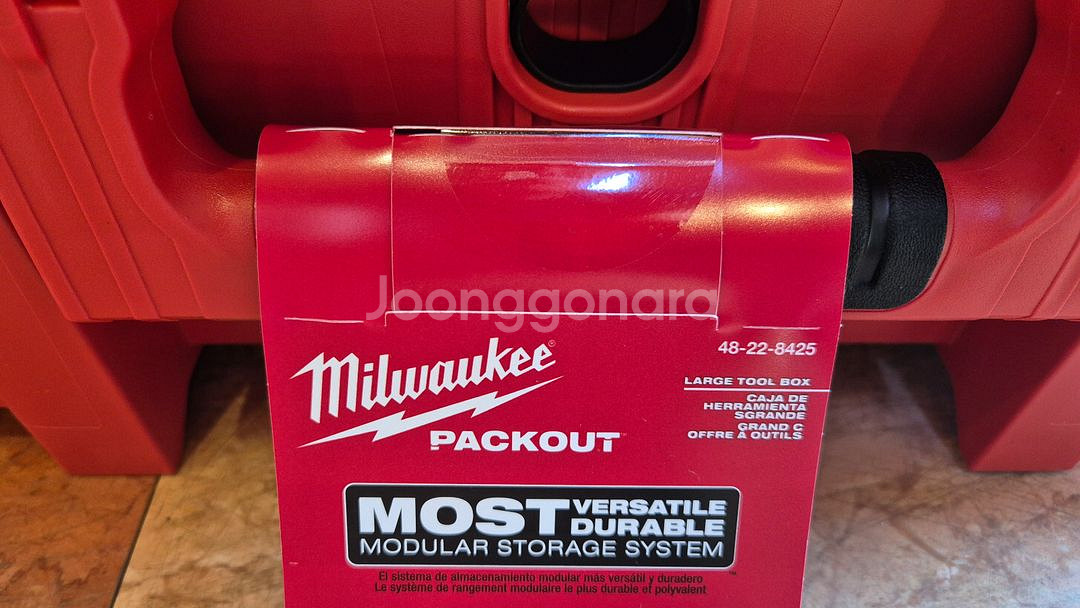 Joonggonara
48-22-8425
Milwaukee®
PACKOUT™
LARGE TOOL BOX
CAJA DE
HERRAMIENTA
SGRANDE
GRAND C
OFFRE À OUTILS
MOST VERSATILE
DURABLE
MODULAR STORAGE SYSTEM™
El sistema de almacenamiento modular más versátil y duradero
Le système de rangement modulaire le plus durable et polyvalent